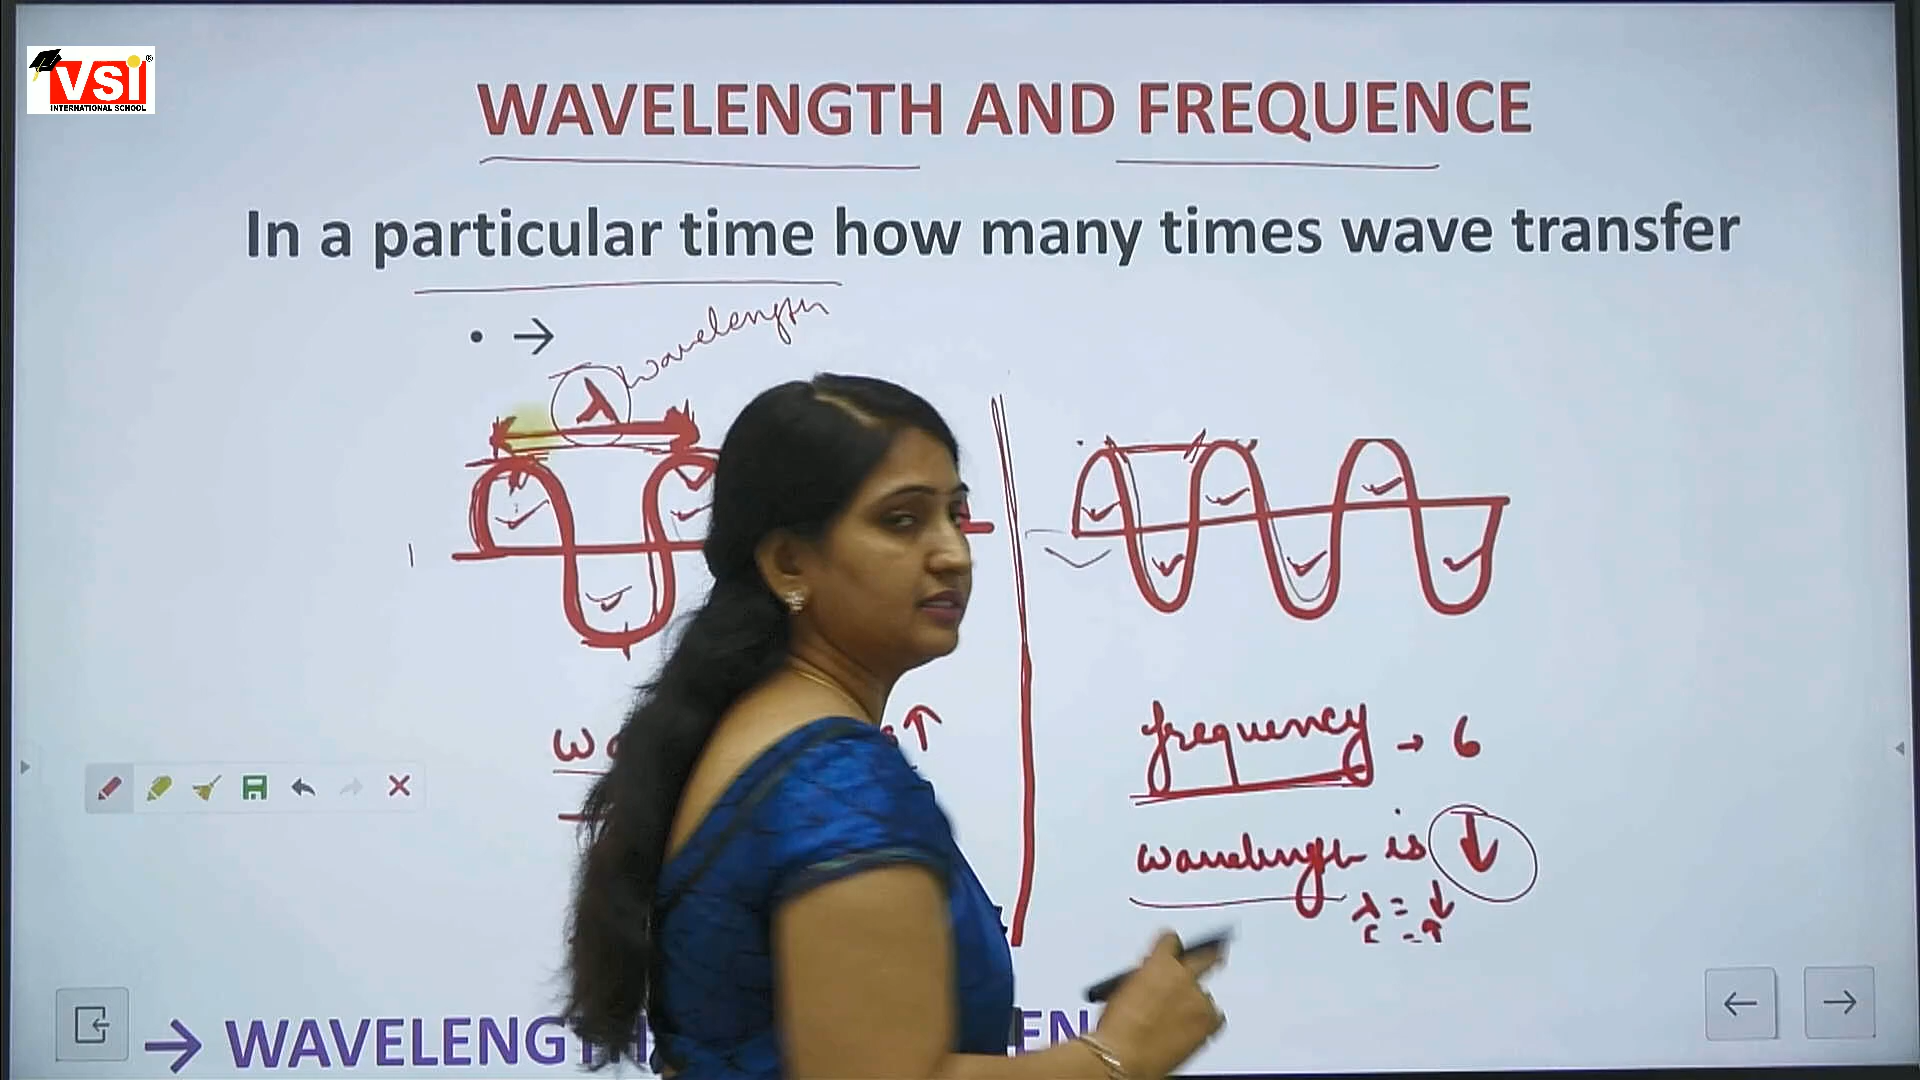 VSI
INTERNATIONAL SCHOOL
WAVELENGTH AND FREQUENCE
In a particular time how many times wave transfer
• →
λ wavelength
↑
frequency → 6
wavelength is ↓
λ = ↓
= ↑
→ WAVELENGTH